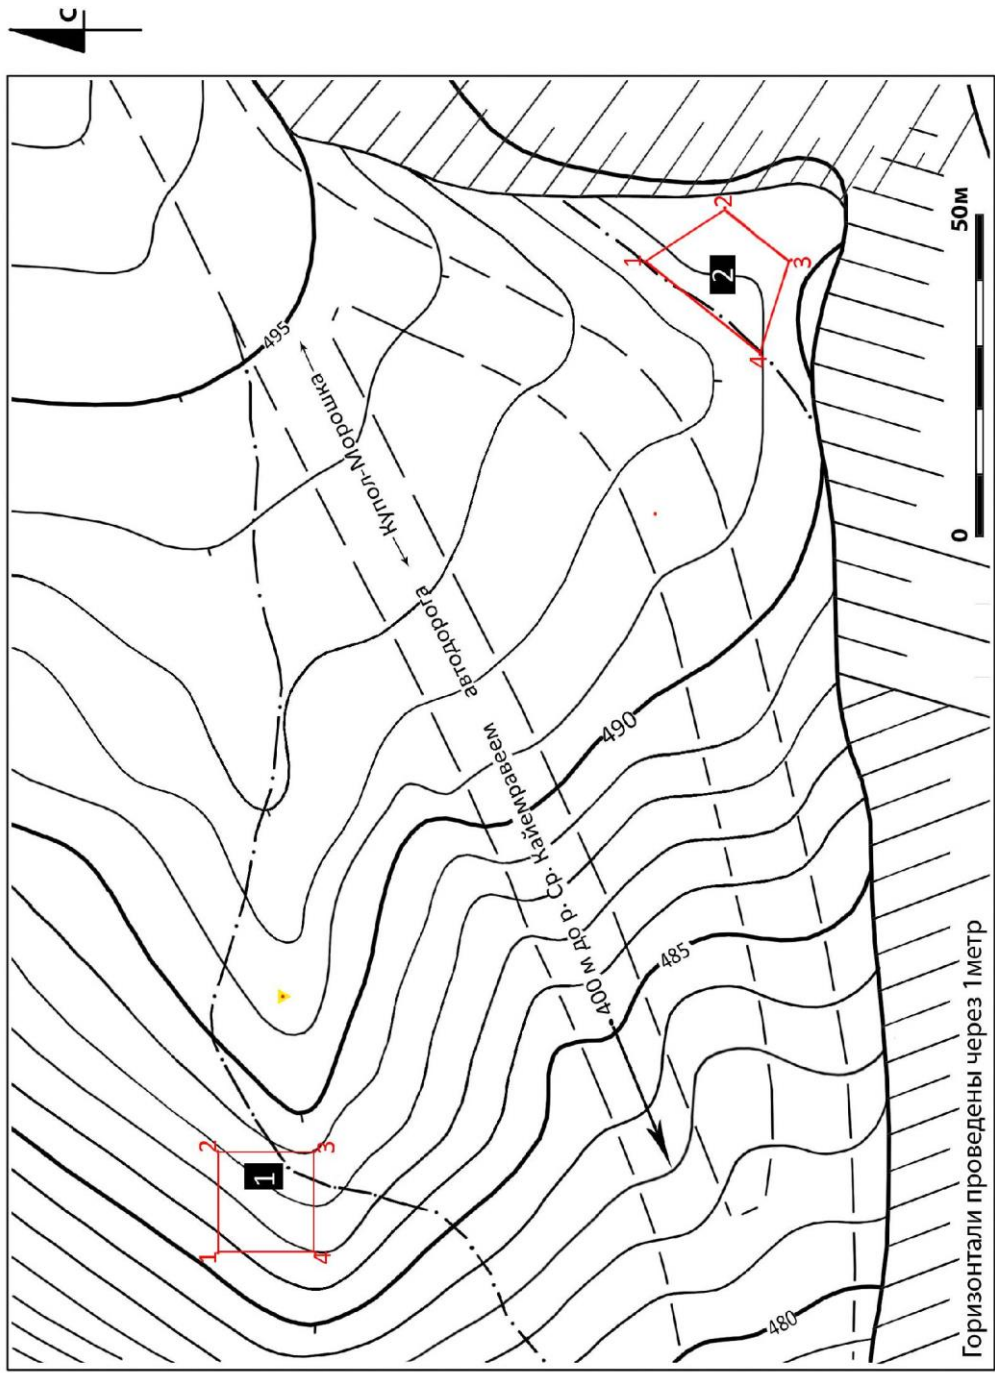 С
495
←— Купол-Морошка —→
автодорога
490
400 м до р. Ср. Кайемравеем
485
480
1
2
3
4
1
1
2
3
4
2
0
50м
Горизонтали проведены через 1метр